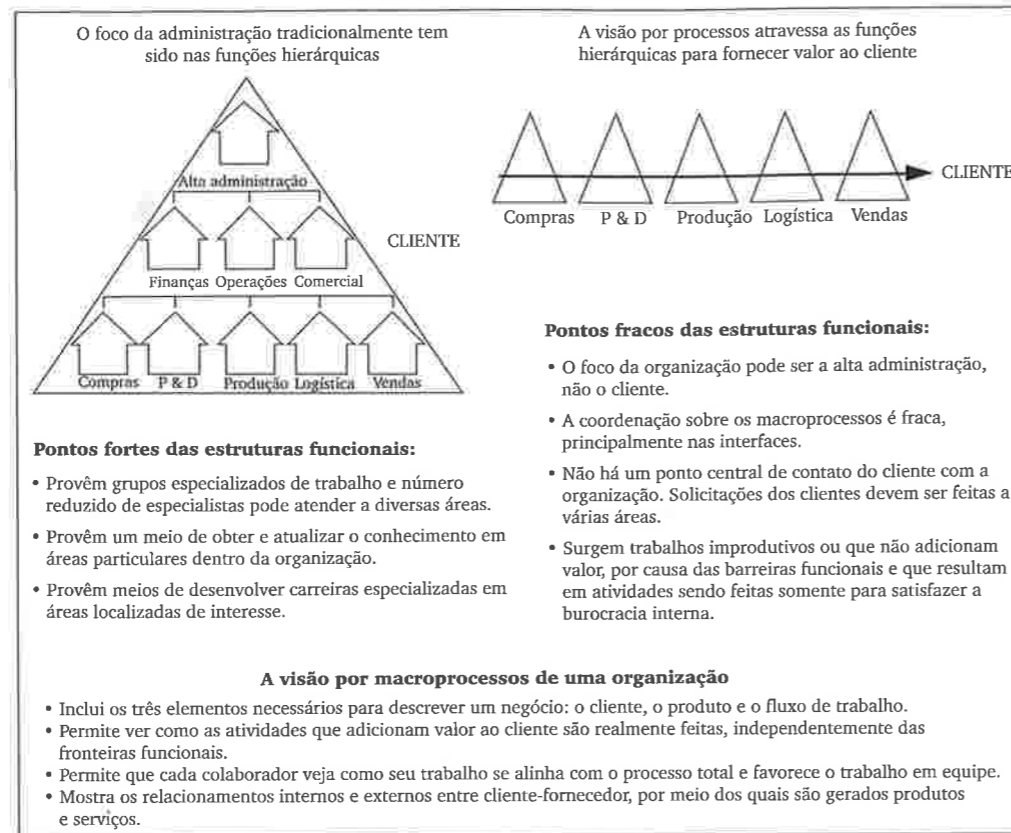 O foco da administração tradicionalmente tem
sido nas funções hierárquicas
Alta administração
CLIENTE
Finanças Operações Comercial
Compras P & D Produção Logística Vendas
A visão por processos atravessa as funções
hierárquicas para fornecer valor ao cliente
CLIENTE
Compras P & D Produção Logística Vendas
Pontos fortes das estruturas funcionais:
• Provêm grupos especializados de trabalho e número
reduzido de especialistas pode atender a diversas áreas.
• Provêm um meio de obter e atualizar o conhecimento em
áreas particulares dentro da organização.
• Provêm meios de desenvolver carreiras especializadas em
áreas localizadas de interesse.
Pontos fracos das estruturas funcionais:
• O foco da organização pode ser a alta administração,
não o cliente.
• A coordenação sobre os macroprocessos é fraca,
principalmente nas interfaces.
• Não há um ponto central de contato do cliente com a
organização. Solicitações dos clientes devem ser feitas a
várias áreas.
• Surgem trabalhos improdutivos ou que não adicionam
valor, por causa das barreiras funcionais e que resultam
em atividades sendo feitas somente para satisfazer a
burocracia interna.
A visão por macroprocessos de uma organização
• Inclui os três elementos necessários para descrever um negócio: o cliente, o produto e o fluxo de trabalho.
• Permite ver como as atividades que adicionam valor ao cliente são realmente feitas, independentemente das
fronteiras funcionais.
• Permite que cada colaborador veja como seu trabalho se alinha com o processo total e favorece o trabalho em equipe.
• Mostra os relacionamentos internos e externos entre cliente-fornecedor, por meio dos quais são gerados produtos
e serviços.